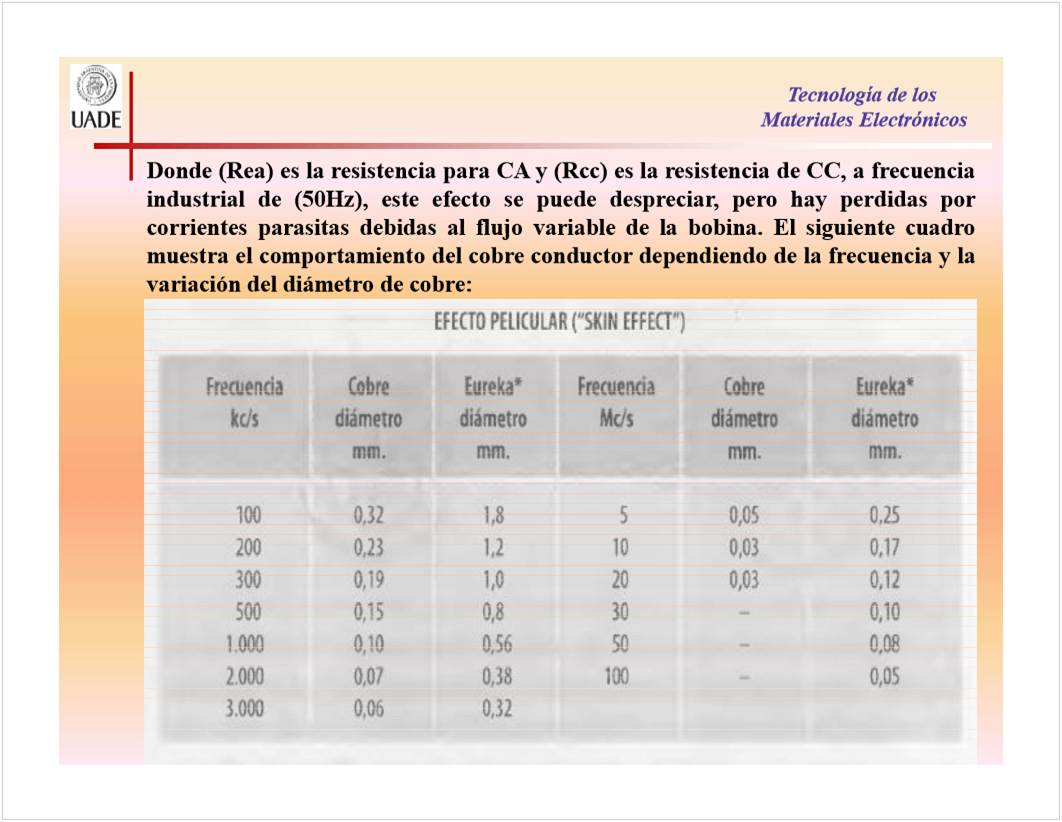 UADE
Tecnología de los
Materiales Electrónicos
Donde (Rea) es la resistencia para CA y (Rcc) es la resistencia de CC, a frecuencia
industrial de (50Hz), este efecto se puede despreciar, pero hay perdidas por
corrientes parasitas debidas al flujo variable de la bobina. El siguiente cuadro
muestra el comportamiento del cobre conductor dependiendo de la frecuencia y la
variación del diámetro de cobre:
EFECTO PELICULAR ("SKIN EFFECT")
Frecuencia Cobre Eureka* Frecuencia Cobre Eureka*
kc/s diámetro diámetro Mc/s diámetro diámetro
mm. mm. mm. mm.
100 0,32 1,8 5 0,05 0,25
200 0,23 1,2 10 0,03 0,17
300 0,19 1,0 20 0,03 0,12
500 0,15 0,8 30 – 0,10
1.000 0,10 0,56 50 – 0,08
2.000 0,07 0,38 100 – 0,05
3.000 0,06 0,32